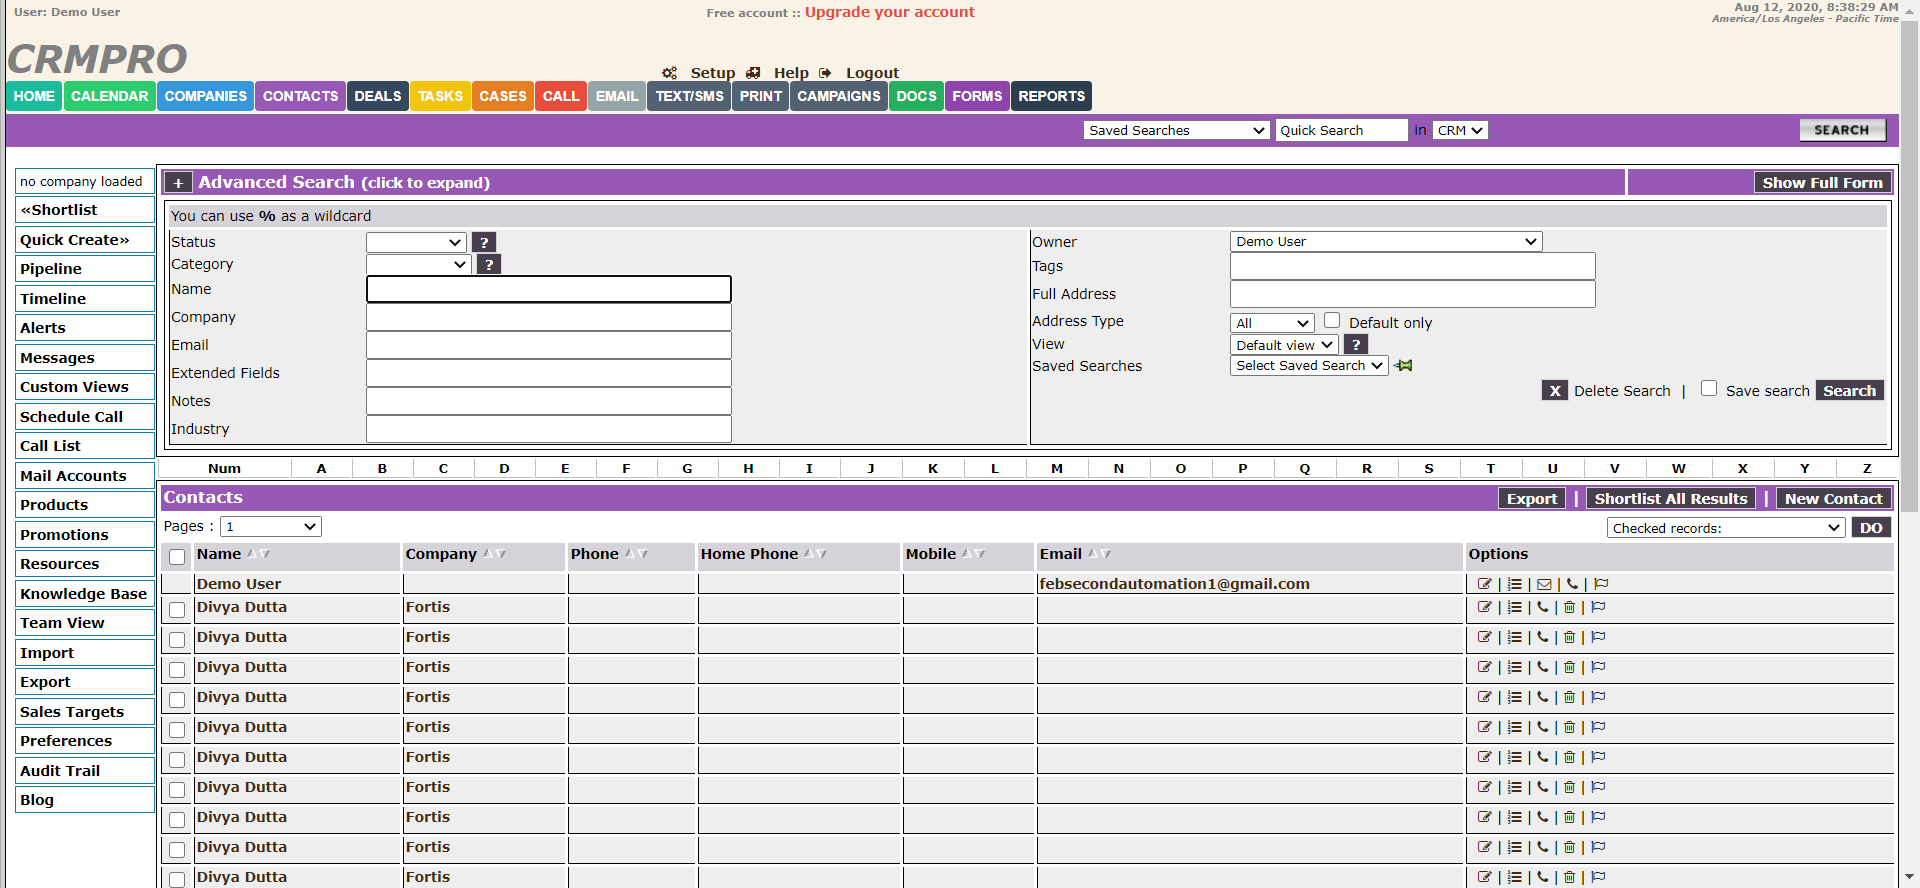 User: Demo User
Free account :: Upgrade your account
Aug 12, 2020, 8:38:29 AM
America/Los Angeles - Pacific Time
CRMPRO
Setup Help Logout
HOME CALENDAR COMPANIES CONTACTS DEALS TASKS CASES CALL EMAIL TEXT/SMS PRINT CAMPAIGNS DOCS FORMS REPORTS
Saved Searches Quick Search in CRM SEARCH
no company loaded
«Shortlist
Quick Create»
Pipeline
Timeline
Alerts
Messages
Custom Views
Schedule Call
Call List
Mail Accounts
Products
Promotions
Resources
Knowledge Base
Team View
Import
Export
Sales Targets
Preferences
Audit Trail
Blog
+ Advanced Search (click to expand) Show Full Form
You can use % as a wildcard
Status ?
Category ?
Name
Company
Email
Extended Fields
Notes
Industry
Owner Demo User
Tags
Full Address
Address Type All Default only
View Default view ?
Saved Searches Select Saved Search
X Delete Search | Save search Search
Num A B C D E F G H I J K L M N O P Q R S T U V W X Y Z
Contacts Export | Shortlist All Results | New Contact
Pages : 1 Checked records: DO
Name Company Phone Home Phone Mobile Email Options
Demo User febsecondautomation1@gmail.com | | | |
Divya Dutta Fortis | | | |
Divya Dutta Fortis | | | |
Divya Dutta Fortis | | | |
Divya Dutta Fortis | | | |
Divya Dutta Fortis | | | |
Divya Dutta Fortis | | | |
Divya Dutta Fortis | | | |
Divya Dutta Fortis | | | |
Divya Dutta Fortis | | | |
Divya Dutta Fortis | | | |